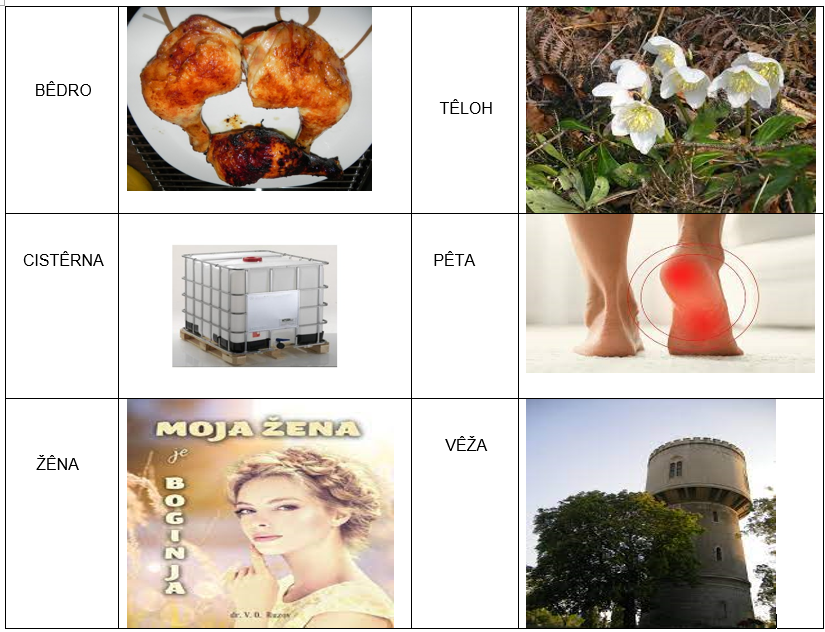 BÊDRO
TÊLOH
CISTÊRNA
PÊTA
ŽÊNA
MOJA ŽENA
je
BOGINJA
VÊŽA